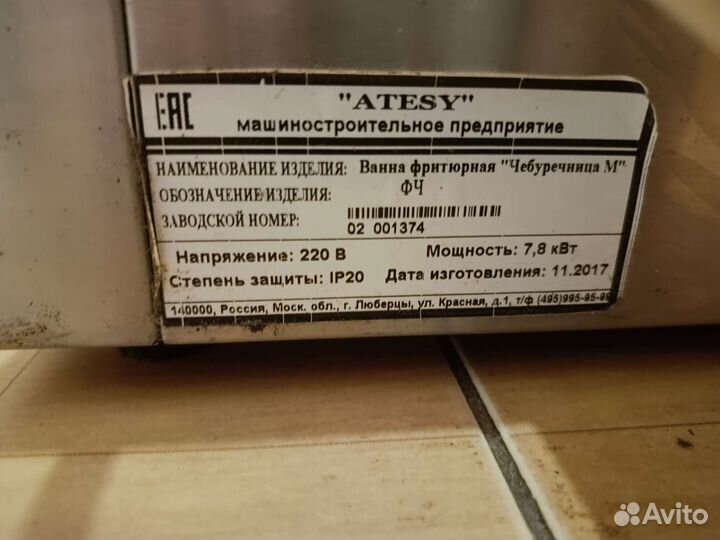 EAC
"ATESY"
машиностроительное предприятие
НАИМЕНОВАНИЕ ИЗДЕЛИЯ: Ванна фритюрная "Чебуречница М"
ОБОЗНАЧЕНИЕ ИЗДЕЛИЯ: ФЧ
ЗАВОДСКОЙ НОМЕР:
02 001374
Напряжение: 220 В Мощность: 7,8 кВт
Степень защиты: IP20 Дата изготовления: 11.2017
140000, Россия, Моск. обл., г. Люберцы, ул. Красная, д.1, т/ф (495)995-95-99
Avito